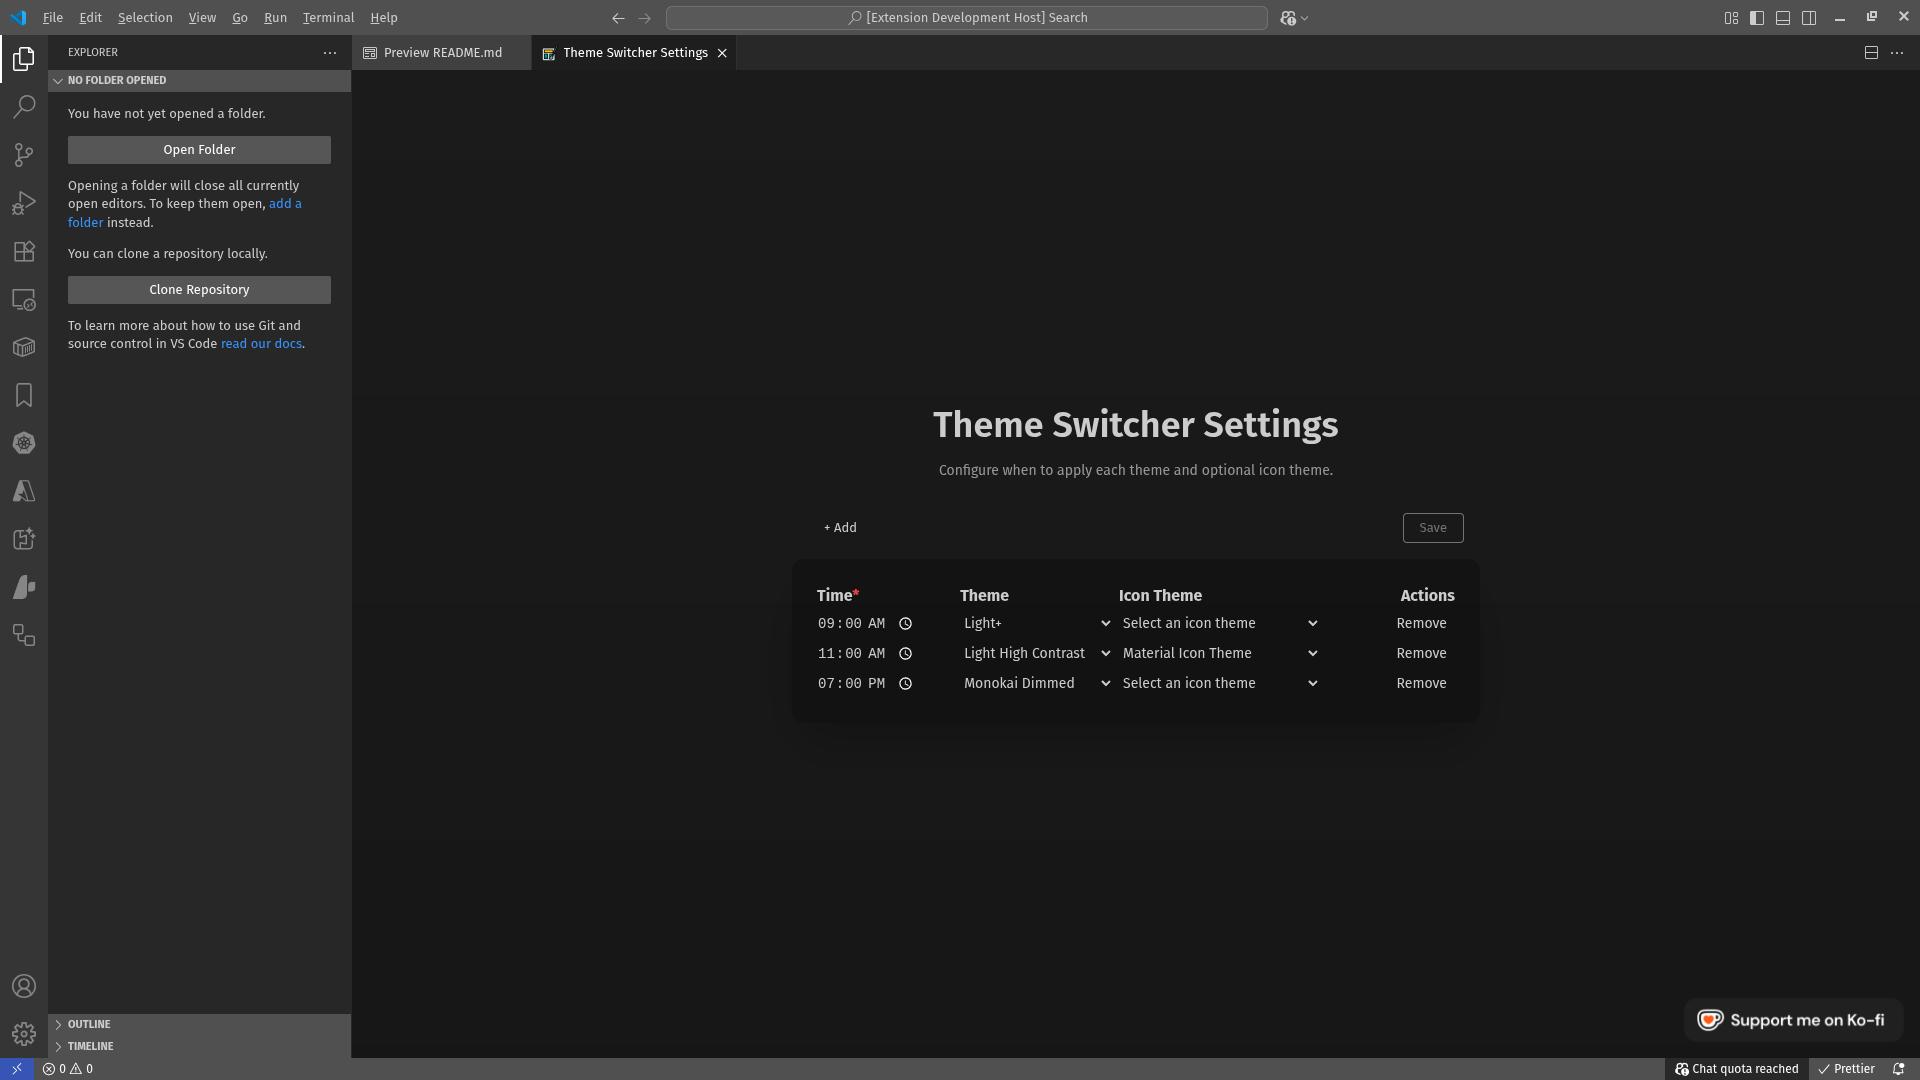 File Edit Selection View Go Run Terminal Help
[Extension Development Host] Search
EXPLORER
NO FOLDER OPENED
You have not yet opened a folder.
Open Folder
Opening a folder will close all currently
open editors. To keep them open, add a
folder instead.
You can clone a repository locally.
Clone Repository
To learn more about how to use Git and
source control in VS Code read our docs.
OUTLINE
TIMELINE
Preview README.md
Theme Switcher Settings
Theme Switcher Settings
Configure when to apply each theme and optional icon theme.
+ Add
Save
Time* Theme Icon Theme Actions
09:00 AM Light+ Select an icon theme Remove
11:00 AM Light High Contrast Material Icon Theme Remove
07:00 PM Monokai Dimmed Select an icon theme Remove
Support me on Ko-fi
0 0
Chat quota reached
Prettier